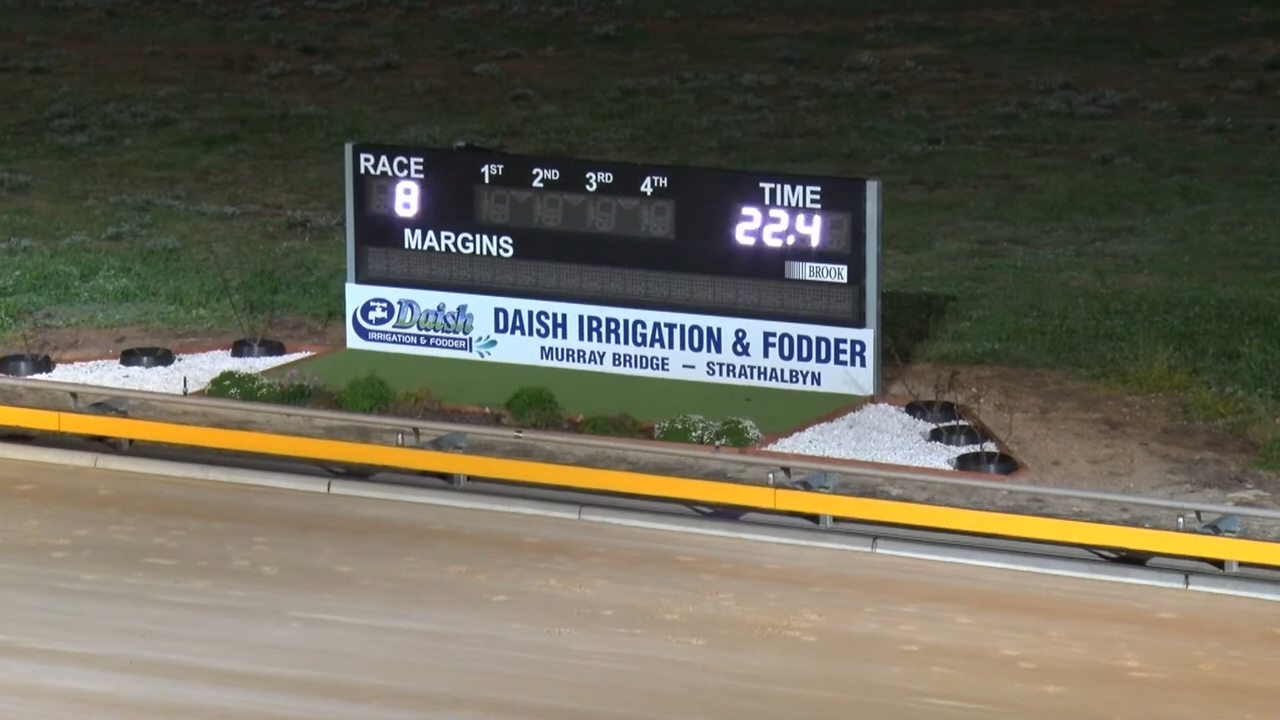 RACE 1ST 2ND 3RD 4TH TIME
8 22.4
MARGINS
BROOK
Daish
IRRIGATION & FODDER
DAISH IRRIGATION & FODDER
MURRAY BRIDGE — STRATHALBYN